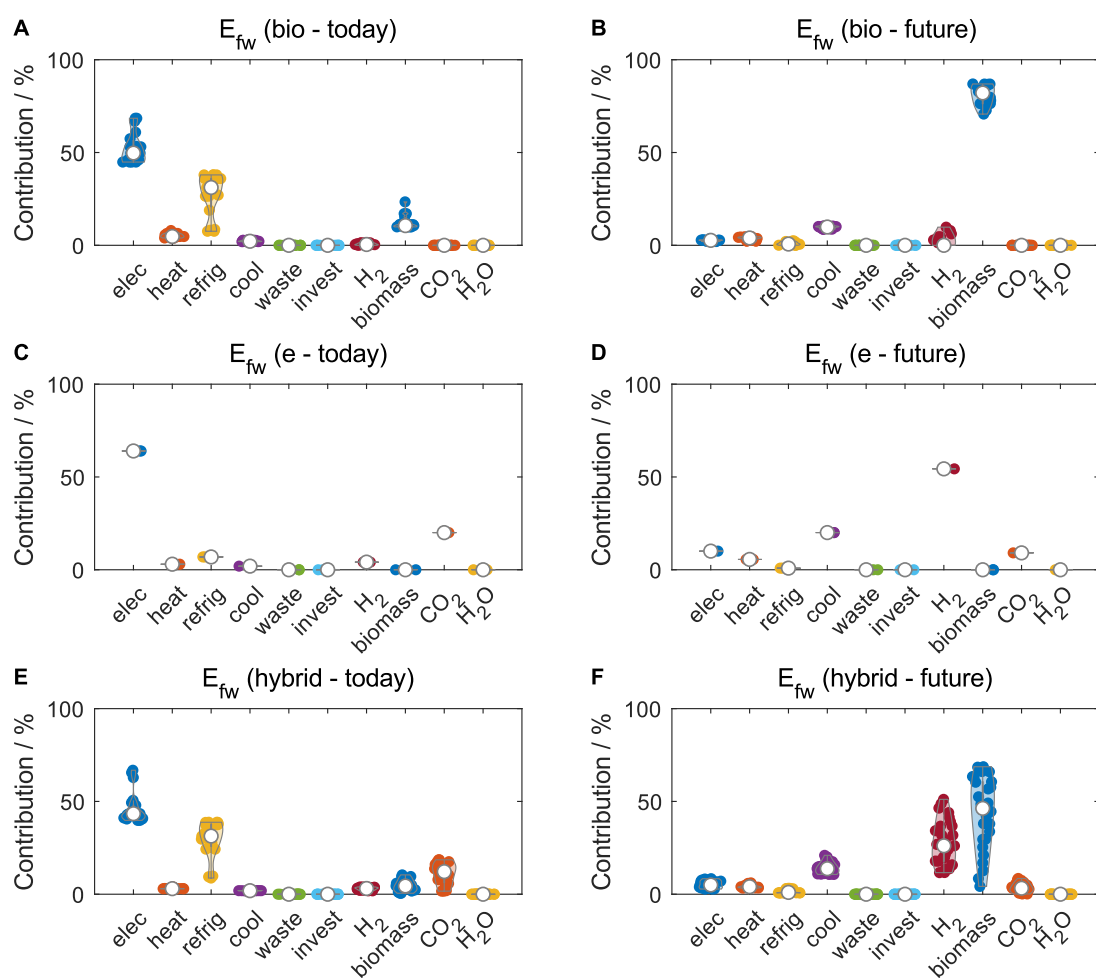 A
E_fw (bio - today)
Contribution / %
100
50
0
elec
heat
refrig
cool
waste
invest
H_2
biomass
CO_2
H_2O
B
E_fw (bio - future)
Contribution / %
100
50
0
elec
heat
refrig
cool
waste
invest
H_2
biomass
CO_2
H_2O
C
E_fw (e - today)
Contribution / %
100
50
0
elec
heat
refrig
cool
waste
invest
H_2
biomass
CO_2
H_2O
D
E_fw (e - future)
Contribution / %
100
50
0
elec
heat
refrig
cool
waste
invest
H_2
biomass
CO_2
H_2O
E
E_fw (hybrid - today)
Contribution / %
100
50
0
elec
heat
refrig
cool
waste
invest
H_2
biomass
CO_2
H_2O
F
E_fw (hybrid - future)
Contribution / %
100
50
0
elec
heat
refrig
cool
waste
invest
H_2
biomass
CO_2
H_2O